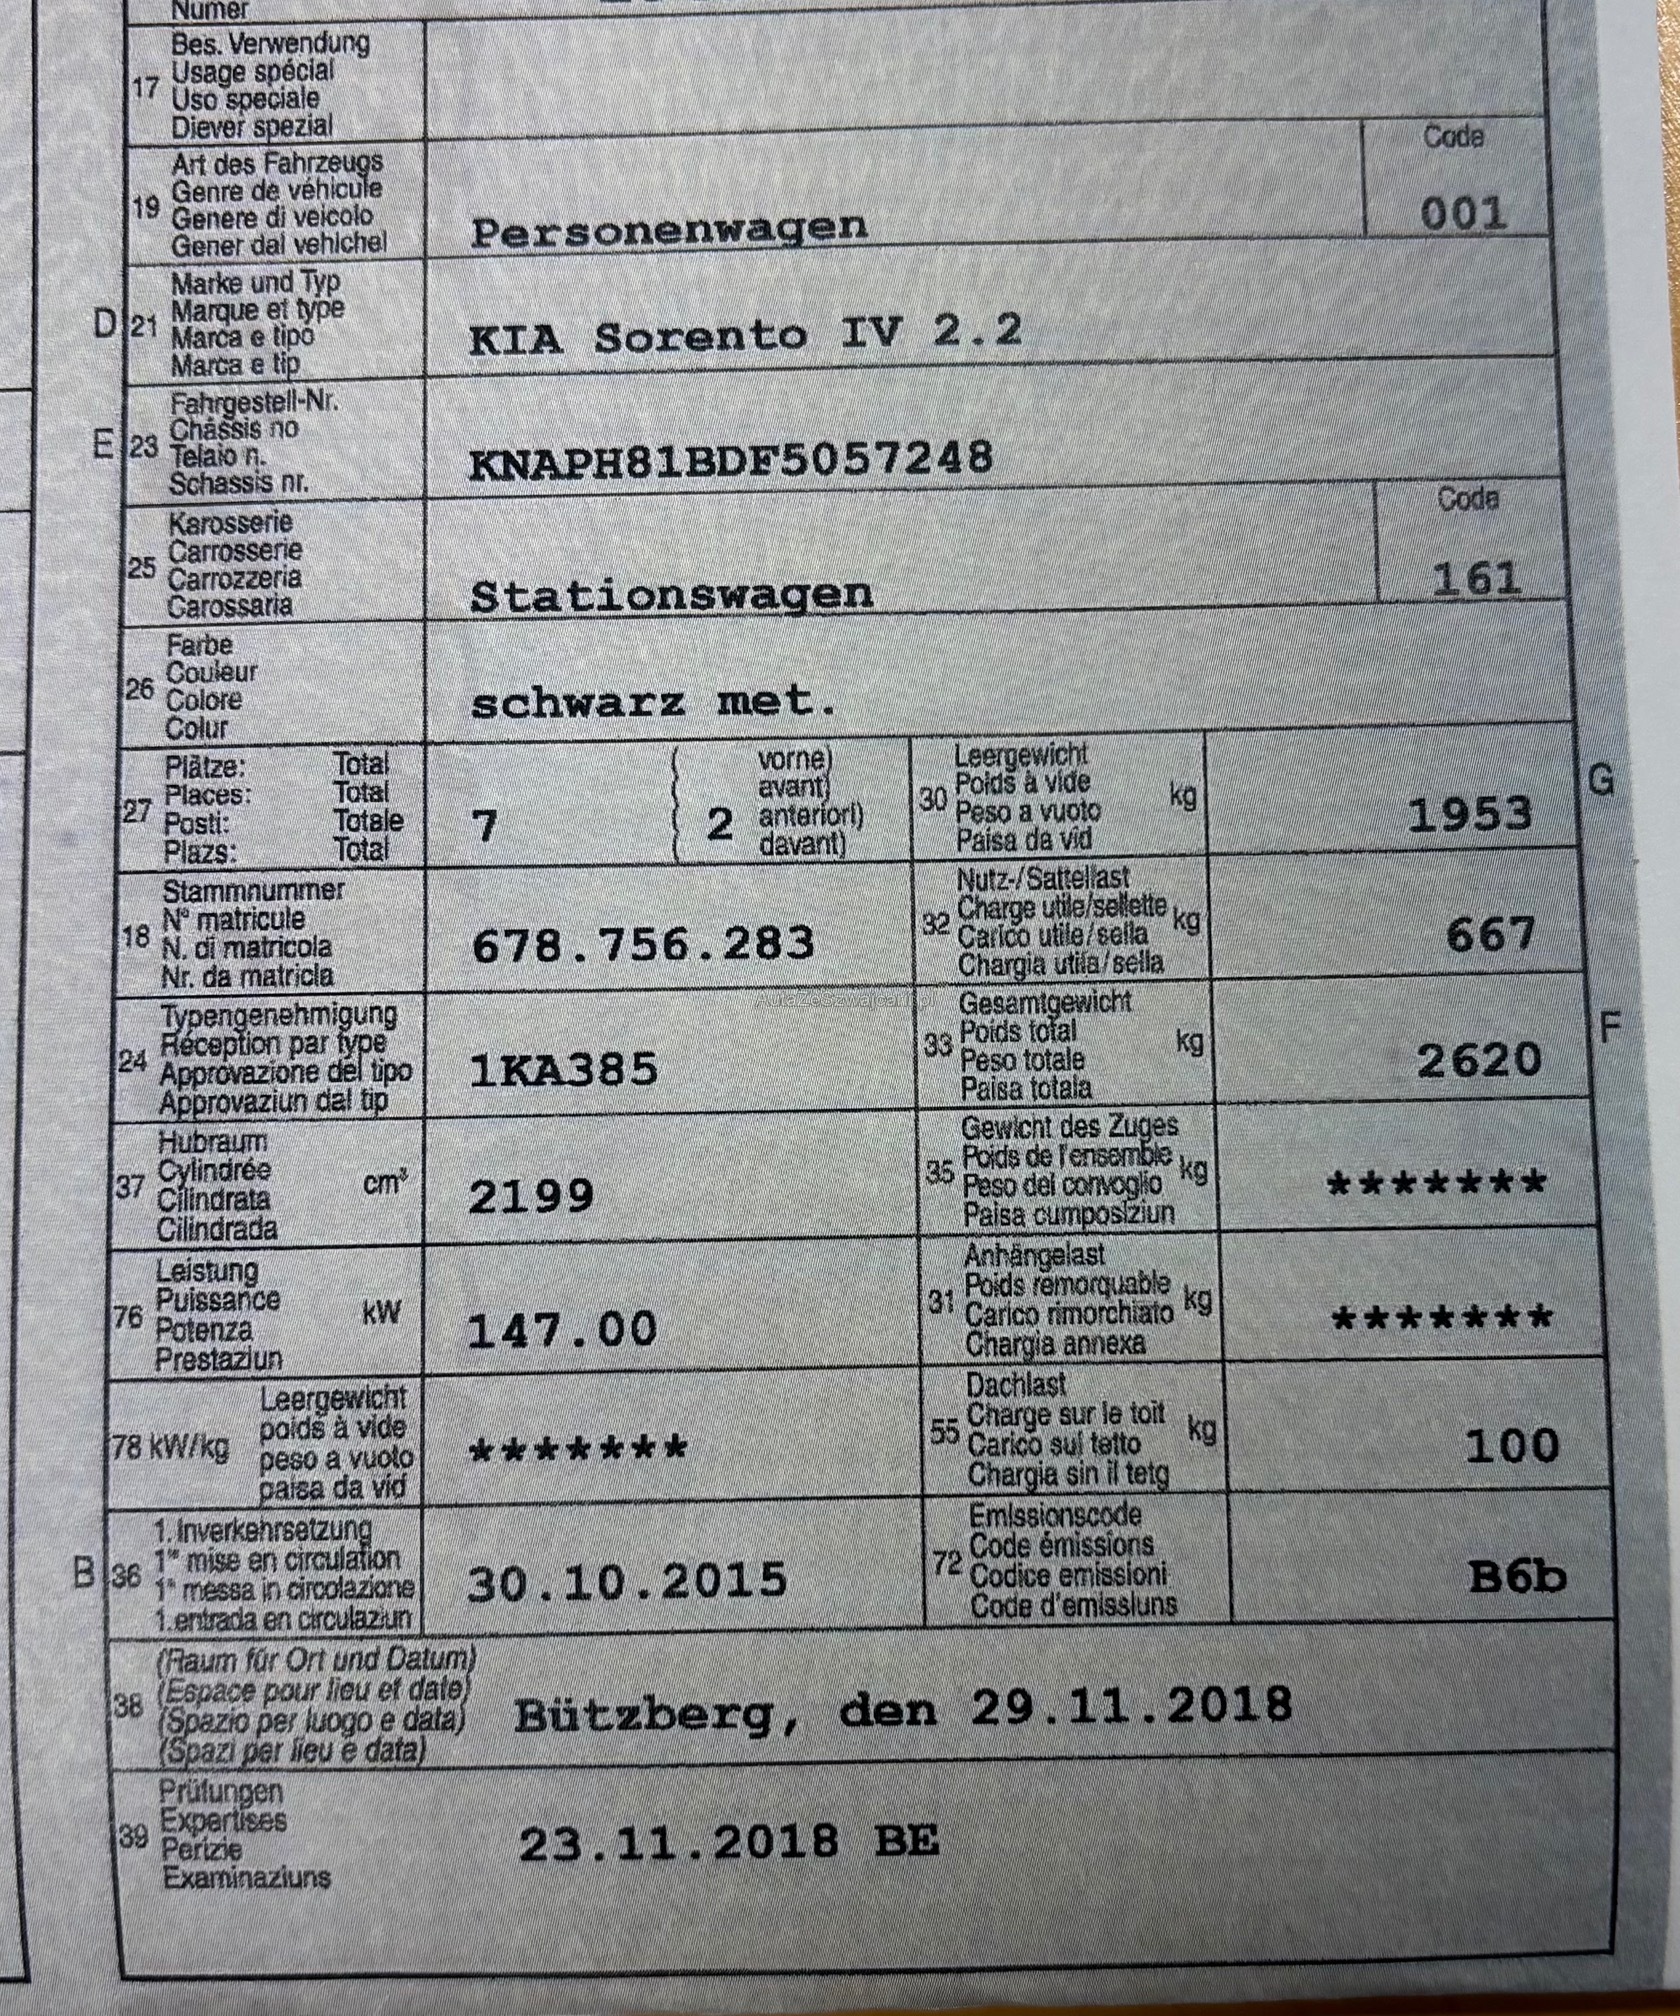 Numer
17 Bes. Verwendung
Usage spécial
Uso speciale
Diever spezial
19 Art des Fahrzeugs
Genre de véhicule
Genere di veicolo
Gener dal vehichel
Personenwagen
Code
001
D 21 Marke und Typ
Marque et type
Marca e tipo
Marca e tip
KIA Sorento IV 2.2
E 23 Fahrgestell-Nr.
Châssis no
Telaio n.
Schassis nr.
KNAPH81BDF5057248
25 Karosserie
Carrosserie
Carrozzeria
Carossaria
Stationswagen
Code
161
26 Farbe
Couleur
Colore
Colur
schwarz met.
27 Plätze: Total
Places: Total
Posti: Totale
Plazs: Total
7
2
vorne)
avant)
anteriori)
davant)
30 Leergewicht
Poids à vide
Peso a vuoto
Paisa da vid
kg
1953
G
18 Stammnummer
N° matricule
N. di matricola
Nr. da matricla
678.756.283
32 Nutz-/Sattellast
Charge utile/sellette
Carico utile/sella
Chargia utila/sella
kg
667
AutaZeSzwajcarii.pl
24 Typengenehmigung
Réception par type
Approvazione del tipo
Approvaziun dal tip
1KA385
33 Gesamtgewicht
Poids total
Peso totale
Paisa totala
kg
2620
F
37 Hubraum
Cylindrée
Cilindrata
Cilindrada
cm³
2199
35 Gewicht des Zuges
Poids de l'ensemble
Peso del convoglio
Paisa cumposiziun
kg
*******
76 Leistung
Puissance
Potenza
Prestaziun
kW
147.00
31 Anhängelast
Poids remorquable
Carico rimorchiato
Chargia annexa
kg
*******
78 kW/kg
Leergewicht
poids à vide
peso a vuoto
paisa da vid
*******
55 Dachlast
Charge sur le toit
Carico sul tetto
Chargia sin il tetg
kg
100
B 36 1. Inverkehrsetzung
1re mise en circulation
1a messa in circolazione
1. entrada en circulaziun
30.10.2015
72 Emissionscode
Code émissions
Codice emissioni
Code d'emissiuns
B6b
38 (Raum für Ort und Datum)
(Espace pour lieu et date)
(Spazio per luogo e data)
(Spazi per lieu e data)
Bützberg, den 29.11.2018
39 Prüfungen
Expertises
Perizie
Examinaziuns
23.11.2018 BE